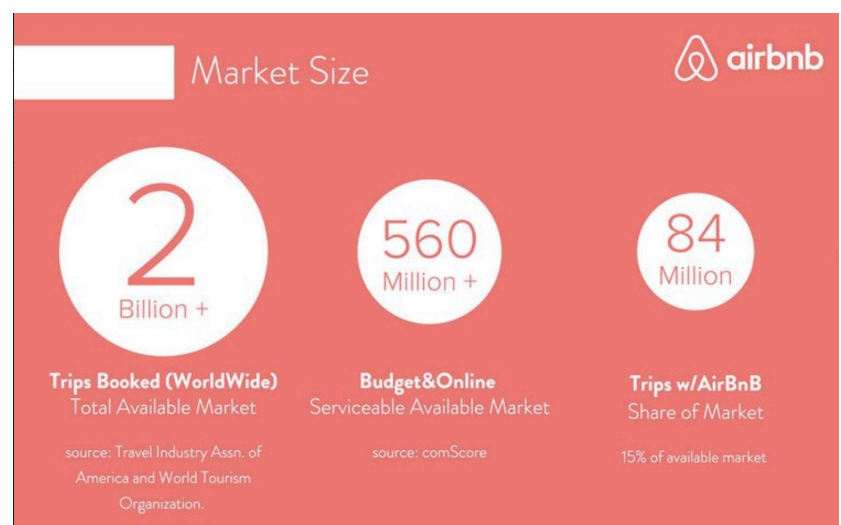 Market Size
airbnb
2
Billion +
Trips Booked (WorldWide)
Total Available Market
source: Travel Industry Assn. of
America and World Tourism
Organization.
560
Million +
Budget&Online
Serviceable Available Market
source: comScore
84
Million
Trips w/AirBnB
Share of Market
15% of available market